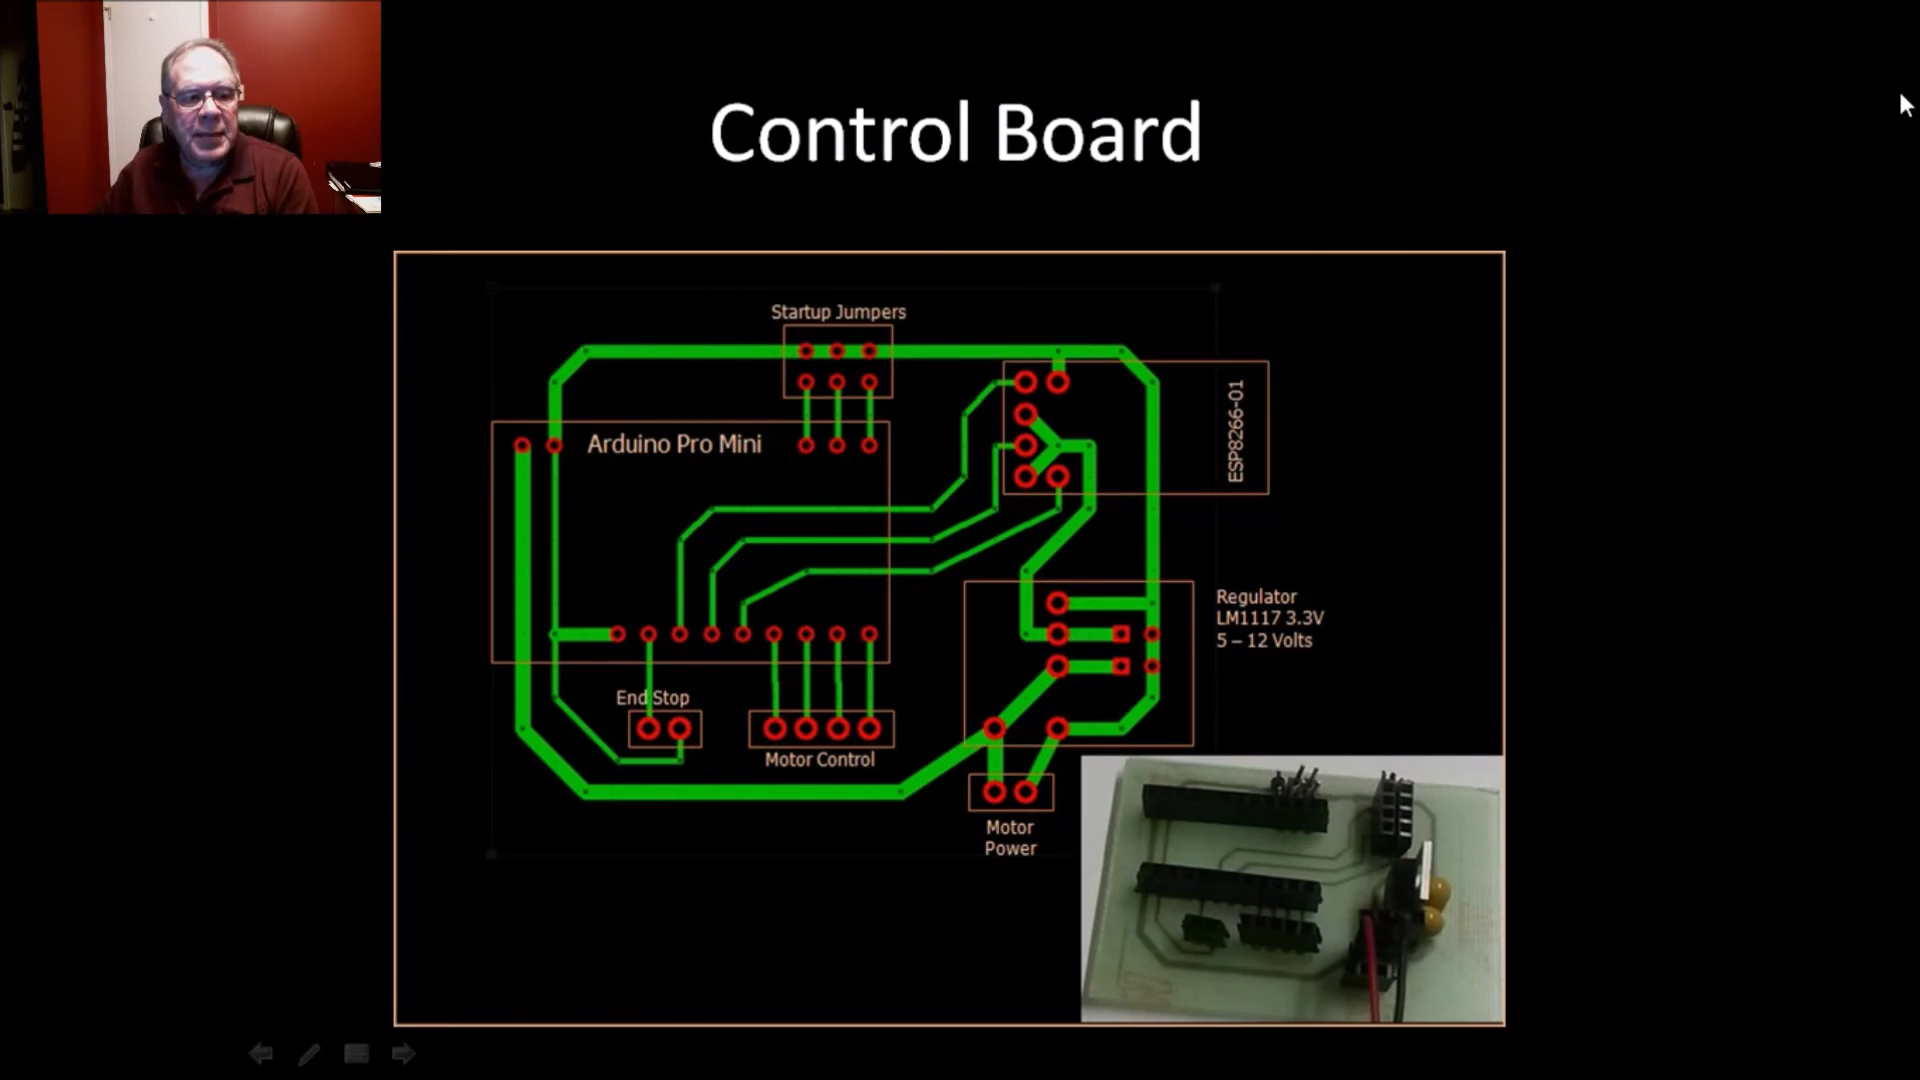 Control Board
Startup Jumpers
Arduino Pro Mini
ESP8266-01
Regulator
LM1117 3.3V
5 – 12 Volts
End Stop
Motor Control
Motor
Power